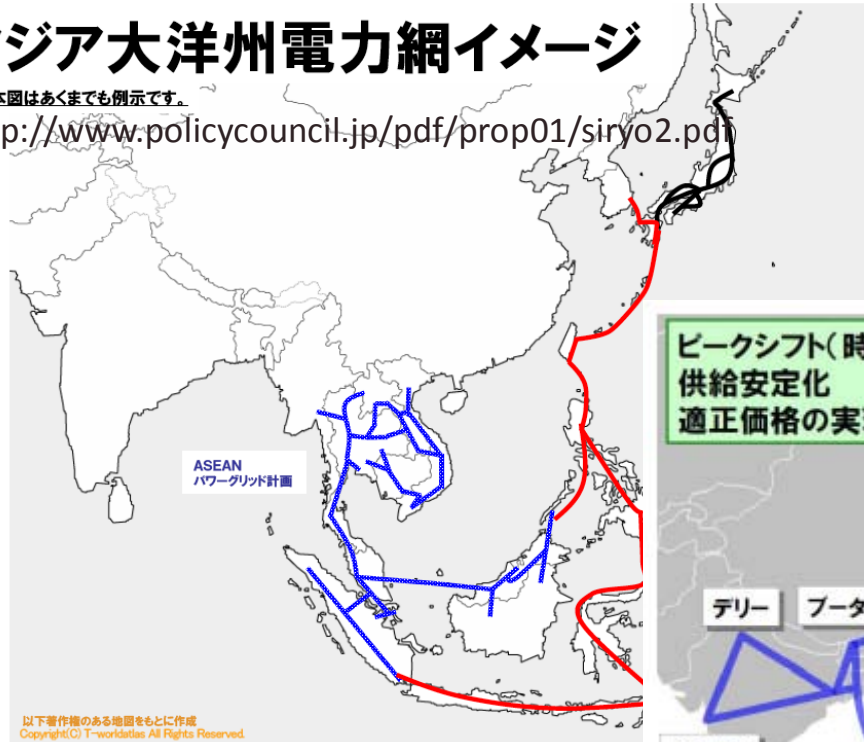 ジア大洋州電力網イメージ
本図はあくまでも例示です。
p://www.policycouncil.jp/pdf/prop01/siryo2.pdf
ピークシフト(時
供給安定化
適正価格の実
ASEAN
パワーグリッド計画
デリー
ブータ
以下著作権のある地図をもとに作成
Copyright(C) T-worldatlas All Rights Reserved.